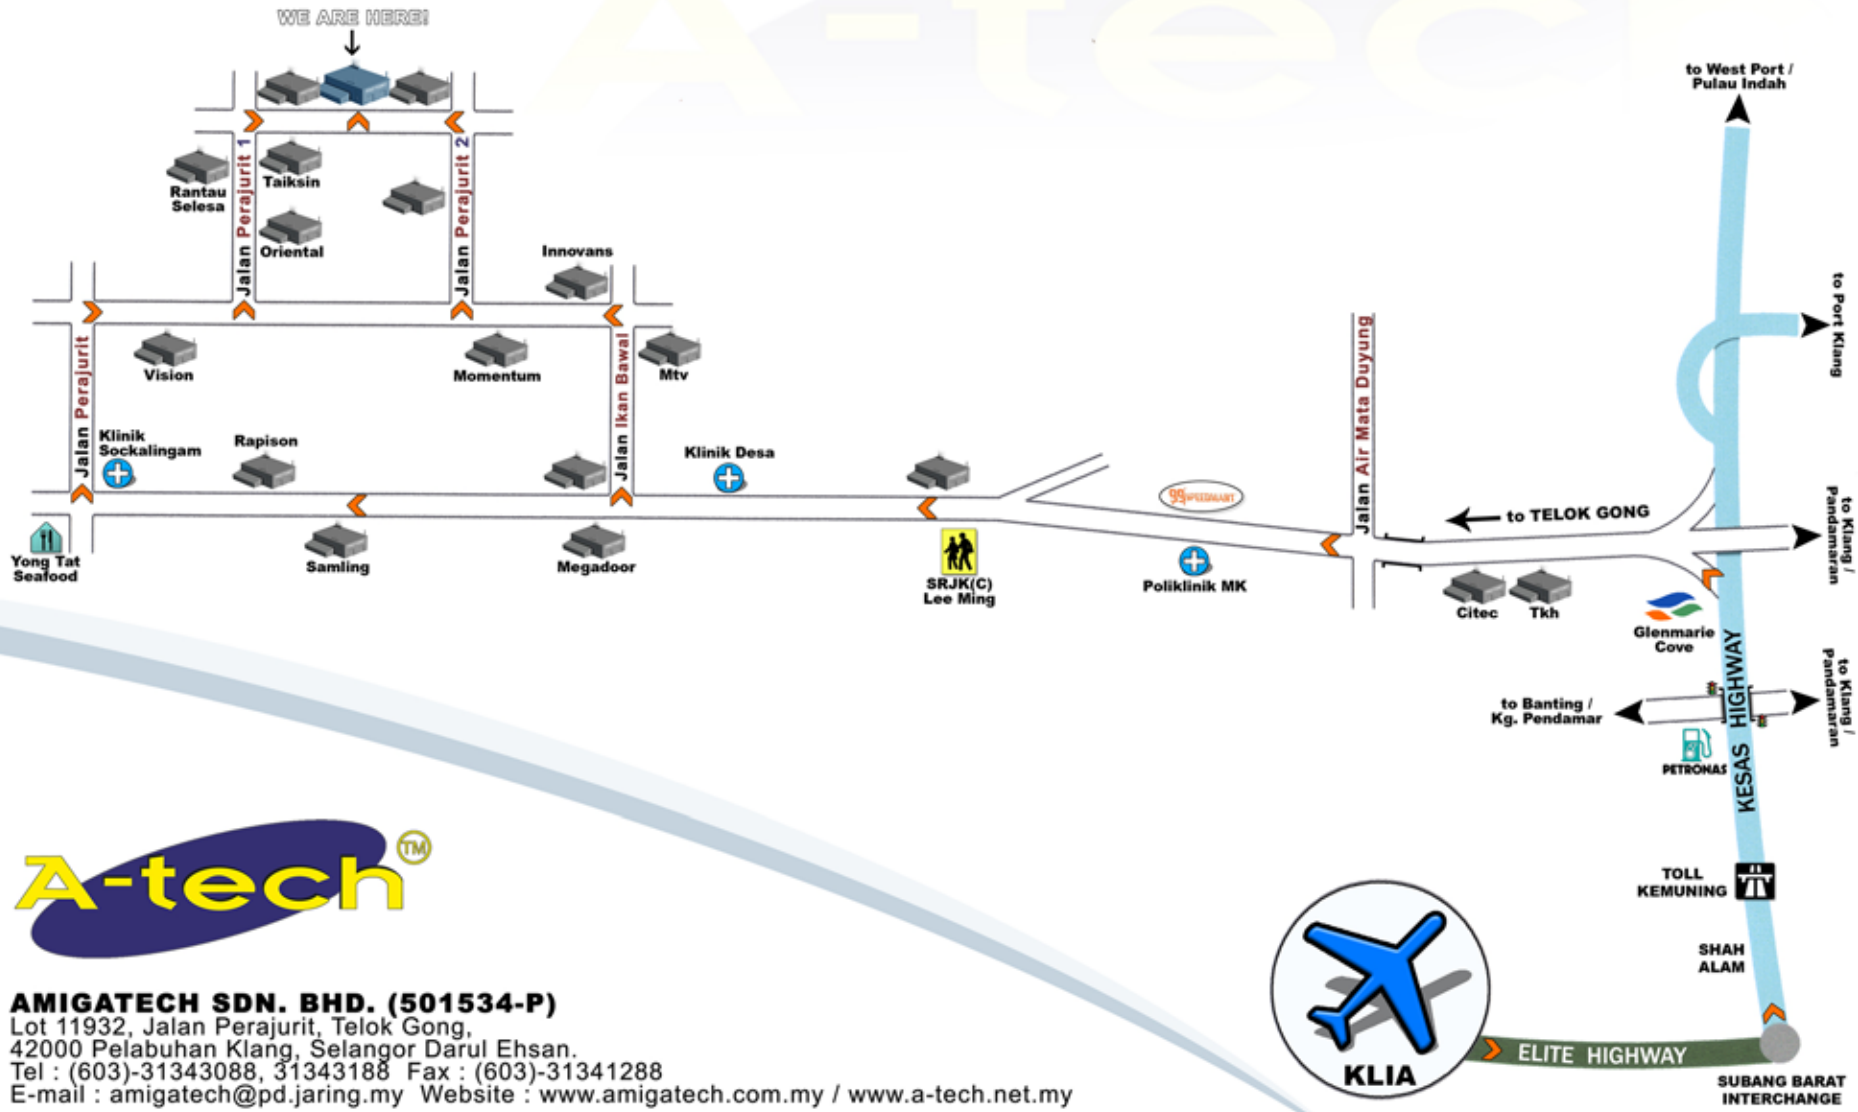 A-tech
WE ARE HERE!
to West Port /
Pulau Indah
Rantau
Selesa
Jalan Perajurit 1
Taiksin
Oriental
Jalan Perajurit 2
Innovans
to Port Klang
Jalan Perajurit
Vision
Momentum
Jalan Ikan Bawal
Mtv
Jalan Air Mata Duyung
Klinik
Sockalingam
Rapison
Klinik Desa
99 SPEEDMART
to TELOK GONG
to Klang /
Pandamaran
Yong Tat
Seafood
Samling
Megadoor
SRJK(C)
Lee Ming
Poliklinik MK
Citec
Tkh
Glenmarie
Cove
to Banting /
Kg. Pendamar
to Klang /
Pandamaran
PETRONAS
KESAS HIGHWAY
TOLL
KEMUNING
SHAH
ALAM
A-tech TM
KLIA
ELITE HIGHWAY
SUBANG BARAT
INTERCHANGE
AMIGATECH SDN. BHD. (501534-P)
Lot 11932, Jalan Perajurit, Telok Gong,
42000 Pelabuhan Klang, Selangor Darul Ehsan.
Tel : (603)-31343088, 31343188 Fax : (603)-31341288
E-mail : amigatech@pd.jaring.my Website : www.amigatech.com.my / www.a-tech.net.my